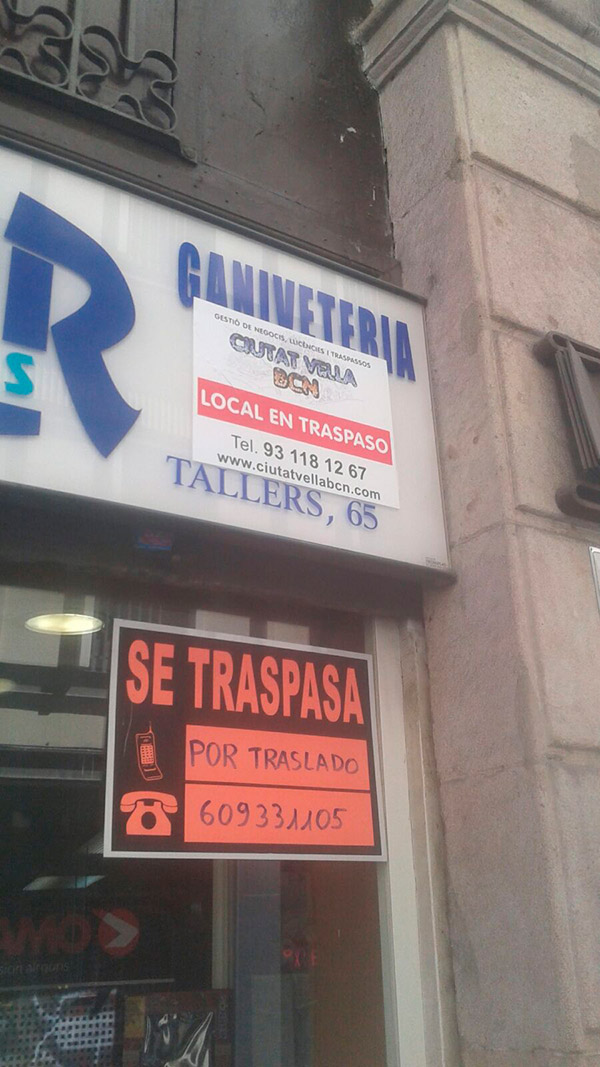 R
S
GANIVETERIA
GESTIÓ DE NEGOCIS, LLICÈNCIES I TRASPASSOS
CIUTAT VELLA
BCN
LOCAL EN TRASPASO
Tel. 93 118 12 67
www.ciutatvellabcn.com
TALLERS, 65
SE TRASPASA
POR TRASLADO
609331105